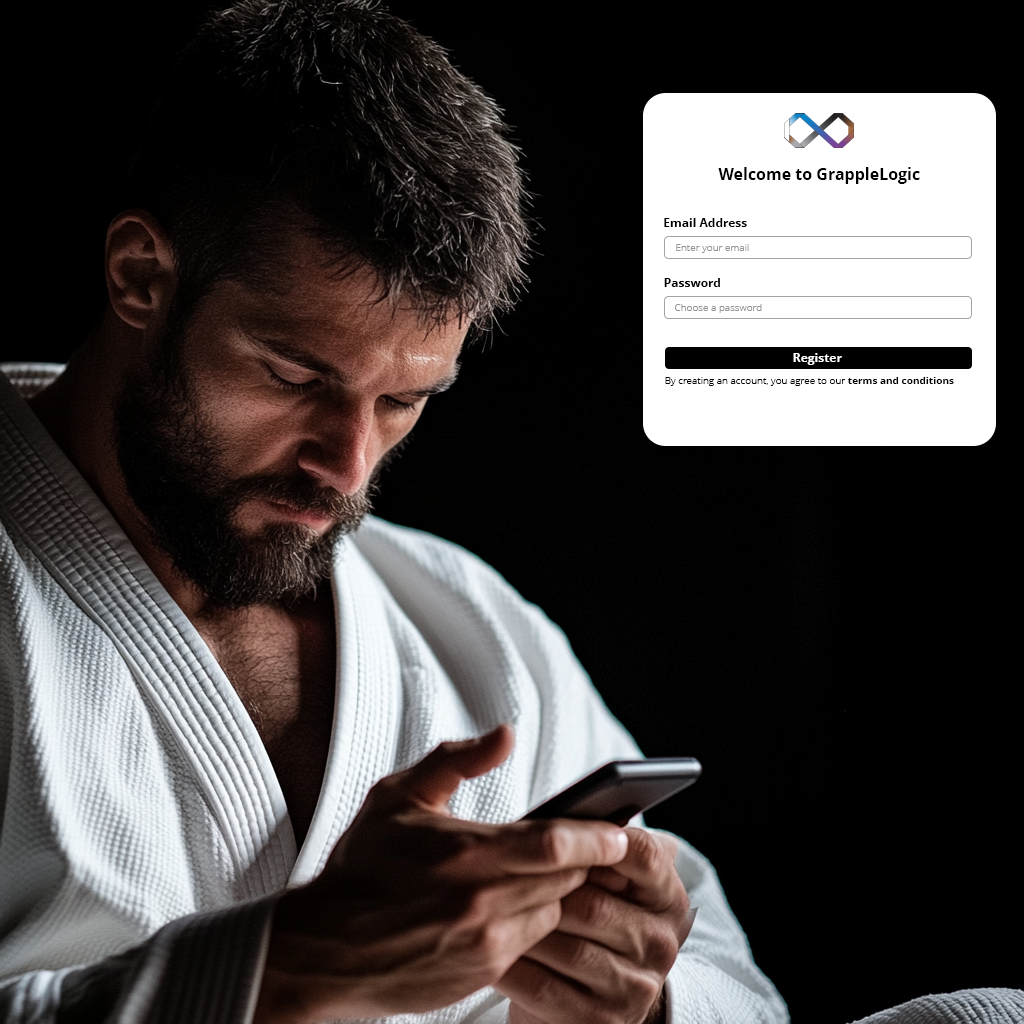 Welcome to GrappleLogic
Email Address
Enter your email
Password
Choose a password
Register
By creating an account, you agree to our terms and conditions